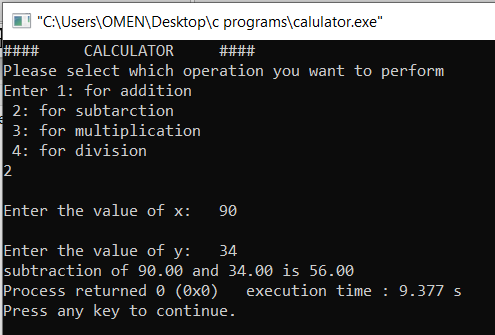 "C:\Users\OMEN\Desktop\c programs\calulator.exe"
####     CALCULATOR     ####
Please select which operation you want to perform
Enter 1: for addition
 2: for subtarction
 3: for multiplication
 4: for division
2

Enter the value of x:   90

Enter the value of y:   34
subtraction of 90.00 and 34.00 is 56.00
Process returned 0 (0x0)   execution time : 9.377 s
Press any key to continue.